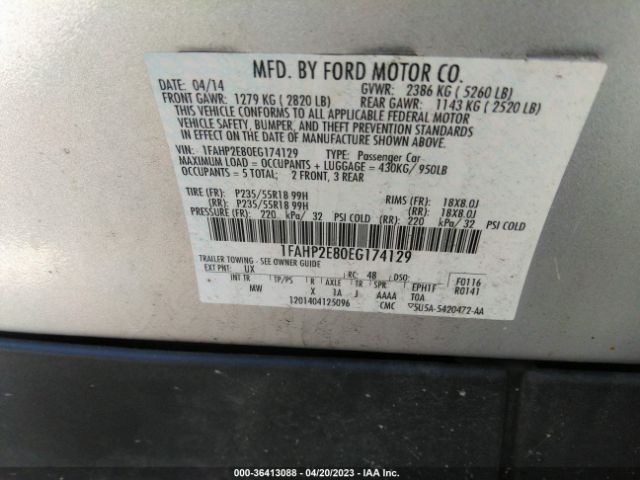 MFD. BY FORD MOTOR CO.
DATE: 04/14 GVWR: 2386 KG ( 5260 LB)
FRONT GAWR: 1279 KG ( 2820 LB) REAR GAWR: 1143 KG ( 2520 LB)
THIS VEHICLE CONFORMS TO ALL APPLICABLE FEDERAL MOTOR
VEHICLE SAFETY, BUMPER, AND THEFT PREVENTION STANDARDS
IN EFFECT ON THE DATE OF MANUFACTURE SHOWN ABOVE.
VIN: 1FAHP2E80EG174129 TYPE: Passenger Car
MAXIMUM LOAD = OCCUPANTS + LUGGAGE = 430KG/ 950LB
OCCUPANTS = 5 TOTAL; 2 FRONT, 3 REAR
TIRE (FR): P235/55R18 99H RIMS (FR): 18X8.0J
(RR): P235/55R18 99H (RR): 18X8.0J
PRESSURE (FR): 220 kPa/ 32 PSI COLD (RR): 220 kPa/ 32 PSI COLD
1FAHP2E80EG174129
TRAILER TOWING - SEE OWNER GUIDE
EXT PNT: UX RC: 48 DSO: F0116
INT TR TP/PS R AXLE TR SPR EPH1F R0141
MW X 1A J AAAA TOA
1201404125096 CMC 5U5A-5420472-AA
000-36413088 - 04/20/2023 - IAA Inc.